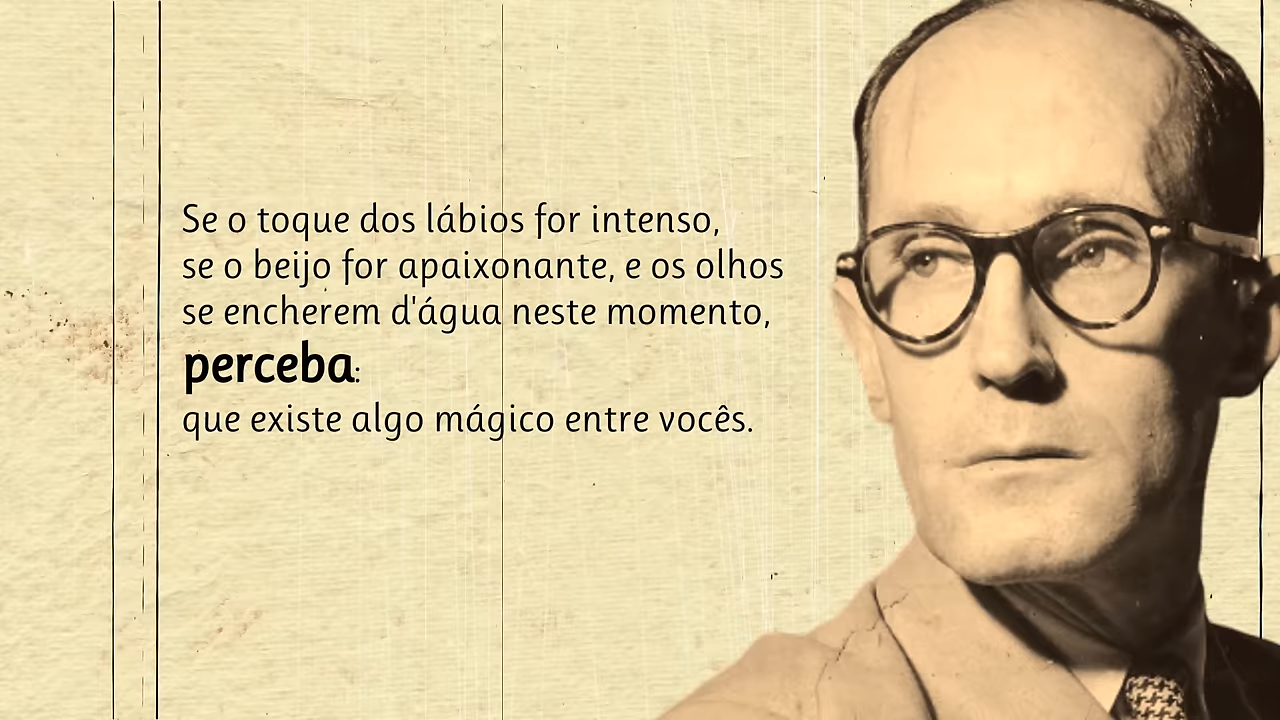 Se o toque dos lábios for intenso,
se o beijo for apaixonante, e os olhos
se encherem d'água neste momento,
perceba:
que existe algo mágico entre vocês.